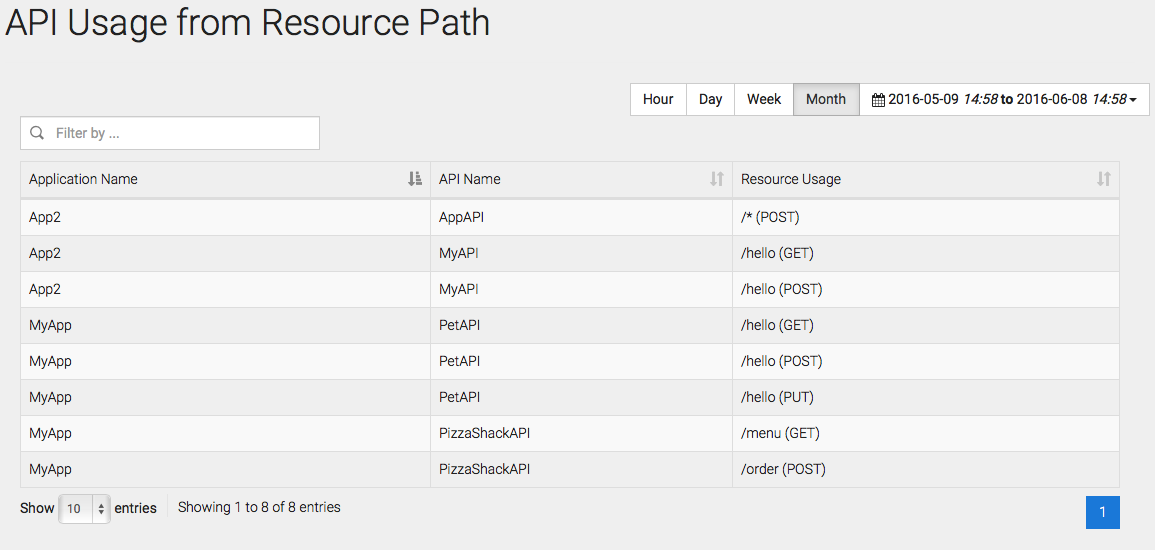 API Usage from Resource Path
Hour Day Week Month 2016-05-09 14:58 to 2016-06-08 14:58
Filter by ...
Application Name API Name Resource Usage
App2 AppAPI /* (POST)
App2 MyAPI /hello (GET)
App2 MyAPI /hello (POST)
MyApp PetAPI /hello (GET)
MyApp PetAPI /hello (POST)
MyApp PetAPI /hello (PUT)
MyApp PizzaShackAPI /menu (GET)
MyApp PizzaShackAPI /order (POST)
Show 10 entries Showing 1 to 8 of 8 entries 1